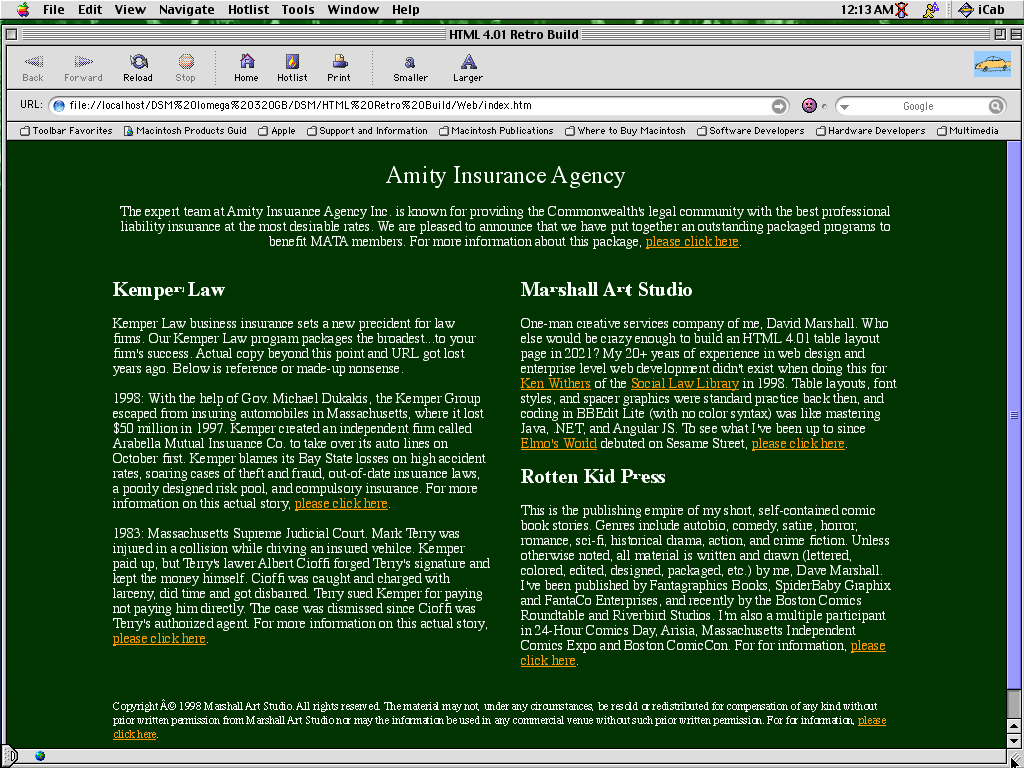 File Edit View Navigate Hotlist Tools Window Help 12:13 AM iCab
HTML 4.01 Retro Build
Back Forward Reload Stop Home Hotlist Print Smaller Larger
URL: file://localhost/DSM%20Iomega%20320GB/DSM/HTML%20Retro%20Build/Web/index.htm Google
Toolbar Favorites Macintosh Products Guid Apple Support and Information Macintosh Publications Where to Buy Macintosh Software Developers Hardware Developers Multimedia
Amity Insurance Agency
The expert team at Amity Insurance Agency Inc. is known for providing the Commonwealth's legal community with the best professional
liability insurance at the most desirable rates. We are pleased to announce that we have put together an outstanding packaged programs to
benefit MATA members. For more information about this package, please click here.
Kemper Law
Kemper Law business insurance sets a new precident for law
firms. Our Kemper Law program packages the broadest...to your
firm's success. Actual copy beyond this point and URL got lost
years ago. Below is reference or made-up nonsense.
1998: With the help of Gov. Michael Dukakis, the Kemper Group
escaped from insuring automobiles in Massachusetts, where it lost
$50 million in 1997. Kemper created an independent firm called
Arabella Mutual Insurance Co. to take over its auto lines on
October first. Kemper blames its Bay State losses on high accident
rates, soaring cases of theft and fraud, out-of-date insurance laws,
a poorly designed risk pool, and compulsory insurance. For more
information on this actual story, please click here.
1983: Massachusetts Supreme Judicial Court. Mark Terry was
injured in a collision while driving an insured vehilce. Kemper
paid up, but Terry's lawer Albert Cioffi forged Terry's signature and
kept the money himself. Cioffi was caught and charged with
larceny, did time and got disbarred. Terry sued Kemper for paying
not paying him directly. The case was dismissed since Cioffi was
Terry's authorized agent. For more information on this actual story,
please click here.
Marshall Art Studio
One-man creative services company of me, David Marshall. Who
else would be crazy enough to build an HTML 4.01 table layout
page in 2021? My 20+ years of experience in web design and
enterprise level web development didn't exist when doing this for
Ken Withers of the Social Law Library in 1998. Table layouts, font
styles, and spacer graphics were standard practice back then, and
coding in BBEdit Lite (with no color syntax) was like mastering
Java, .NET, and Angular JS. To see what I've been up to since
Elmo's World debuted on Sesame Street, please click here.
Rotten Kid Press
This is the publishing empire of my short, self-contained comic
book stories. Genres include autobio, comedy, satire, horror,
romance, sci-fi, historical drama, action, and crime fiction. Unless
otherwise noted, all material is written and drawn (lettered,
colored, edited, designed, packaged, etc.) by me, Dave Marshall.
I've been published by Fantagraphics Books, SpiderBaby Graphix
and FantaCo Enterprises, and recently by the Boston Comics
Roundtable and Riverbird Studios. I'm also a multiple participant
in 24-Hour Comics Day, Arisia, Massachusetts Independent
Comics Expo and Boston ComicCon. For for information, please
click here.
Copyright Â© 1998 Marshall Art Studio. All rights reserved. The material may not, under any circumstances, be resold or redistributed for compensation of any kind without
prior written permission from Marshall Art Studio nor may the information be used in any commercial venue without such prior written permission. For for information, please
click here.